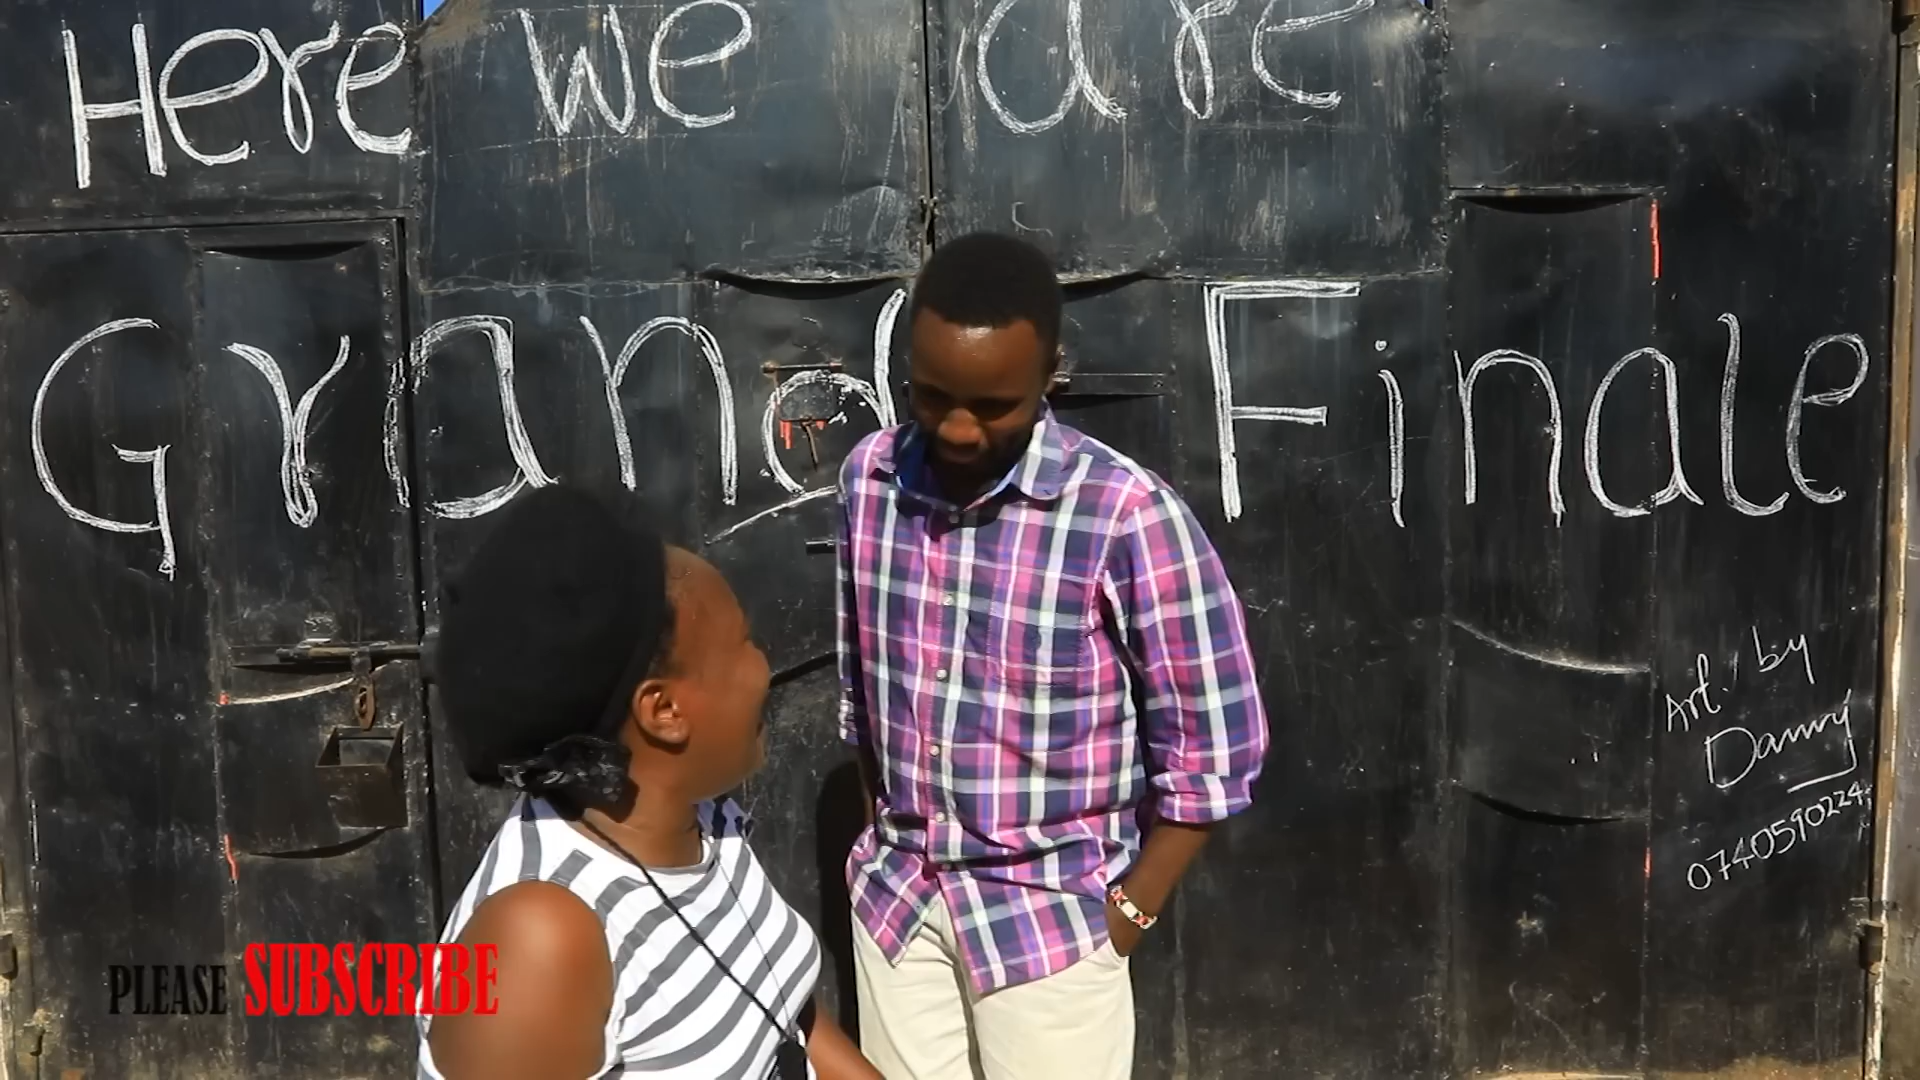 Here we are
Grand Finale
Art. by
Danny
0740590224
PLEASE SUBSCRIBE